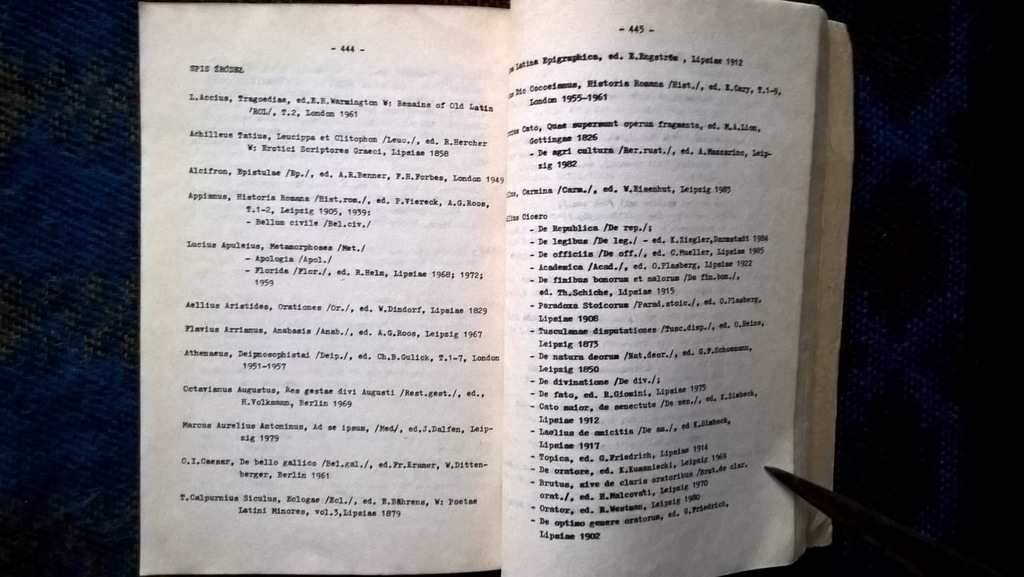 - 444 -
SPIS ŹRÓDEŁ
L.Accius, Tragoediae, ed.E.H.Warmington W: Remains of Old Latin
/ROL/, T.2, London 1961
Achilleus Tatius, Leucippa et Clitophon /Leuc./, ed. R.Hercher
W: Erotici Scriptores Graeci, Lipsiae 1858
Alcifron, Epistulae /Ep./, ed. A.R.Benner, F.H.Forbes, London 1949
Appianus, Historia Romana /Hist.rom./, ed. P.Viereck, A.G.Roos,
T.1-2, Leipzig 1905, 1939:
- Bellum civile /Bel.civ./
Lucius Apuleius, Metamorphoses /Met./
- Apologia /Apol./
- Florida /Flor./, ed. R.Helm, Lipsiae 1968; 1972;
1959
Aellius Aristides, Orationes /Or./, ed. W.Dindorf, Lipsiae 1829
Flavius Arrianus, Anabasis /Anab./, ed. A.G.Roos, Leipzig 1967
Athenaeus, Deipnosophistai /Deip./, ed. Ch.B.Gulick, T.1-7, London
1951-1957
Octavianus Augustus, Res gestae divi Augusti /Rest.gest./, ed.,
H.Volkmann, Berlin 1969
Marcus Aurelius Antoninus, Ad se ipsum, /Med/, ed.J.Dalfen, Leip-
zig 1979
C.I.Caesar, De bello gallico /Bel.gal./, ed.Fr.Kramer, W.Ditten-
berger, Berlin 1961
T.Calpurnius Siculus, Eclogae /Ecl./, ed. E.Bährens, W: Poetae
Latini Minores, vol.3,Lipsiae 1879
- 445 -
Latina Epigraphica, ed. E.Engström , Lipsiae 1912
Dio Cocceianus, Historia Romana /Hist./, ed. E.Cary, T.1-9,
London 1955-1961
Cato, Quae supersunt operum fragmenta, ed. M.A.Lion,
Gottingae 1826
- De agri cultura /Rer.rust./, ed. A.Mazzarino, Leip-
zig 1982
Carmina /Carm./, ed. W.Eisenhut, Leipzig 1983
Cicero
- De Republica /De rep./;
- De legibus /De leg./ - ed. K.Ziegler,Darmstadt 1984
- De officiis /De off./, ed. C.Mueller, Lipsiae 1985
- Academica /Acad./, ed. O.Plasberg, Lipsiae 1922
- De finibus bonorum et malorum /De fin.bon./,
ed. Th.Schiche, Lipsiae 1915
- Paradoxa Stoicorum /Parad.stoic./, ed. O.Plasberg,
Lipsiae 1908
- Tusculanae disputationes /Tusc.disp./, ed. O.Heine,
Leipzig 1873
- De natura deorum /Nat.deor./, ed. G.F.Schoemann,
Leipzig 1850
- De divinatione /De div./;
- De fato, ed. R.Giomini, Lipsiae 1975
- Cato maior, de senectute /De sen./, ed. K.Simbeck,
Lipsiae 1912
- Laelius de amicitia /De am./, ed K.Simbeck,
Lipsiae 1917
- Topica, ed. G.Friedrich, Lipsiae 1914
- De oratore, ed. K.Kumaniecki, Leipzig 1969
- Brutus, sive de claris oratoribus /Brut.de clar.
orat./, ed. H.Malcovati, Leipzig 1970
- Orator, ed. R.Westman, Leipzig 1980
- De optimo genere oratorum, ed. G.Friedrich,
Lipsiae 1902